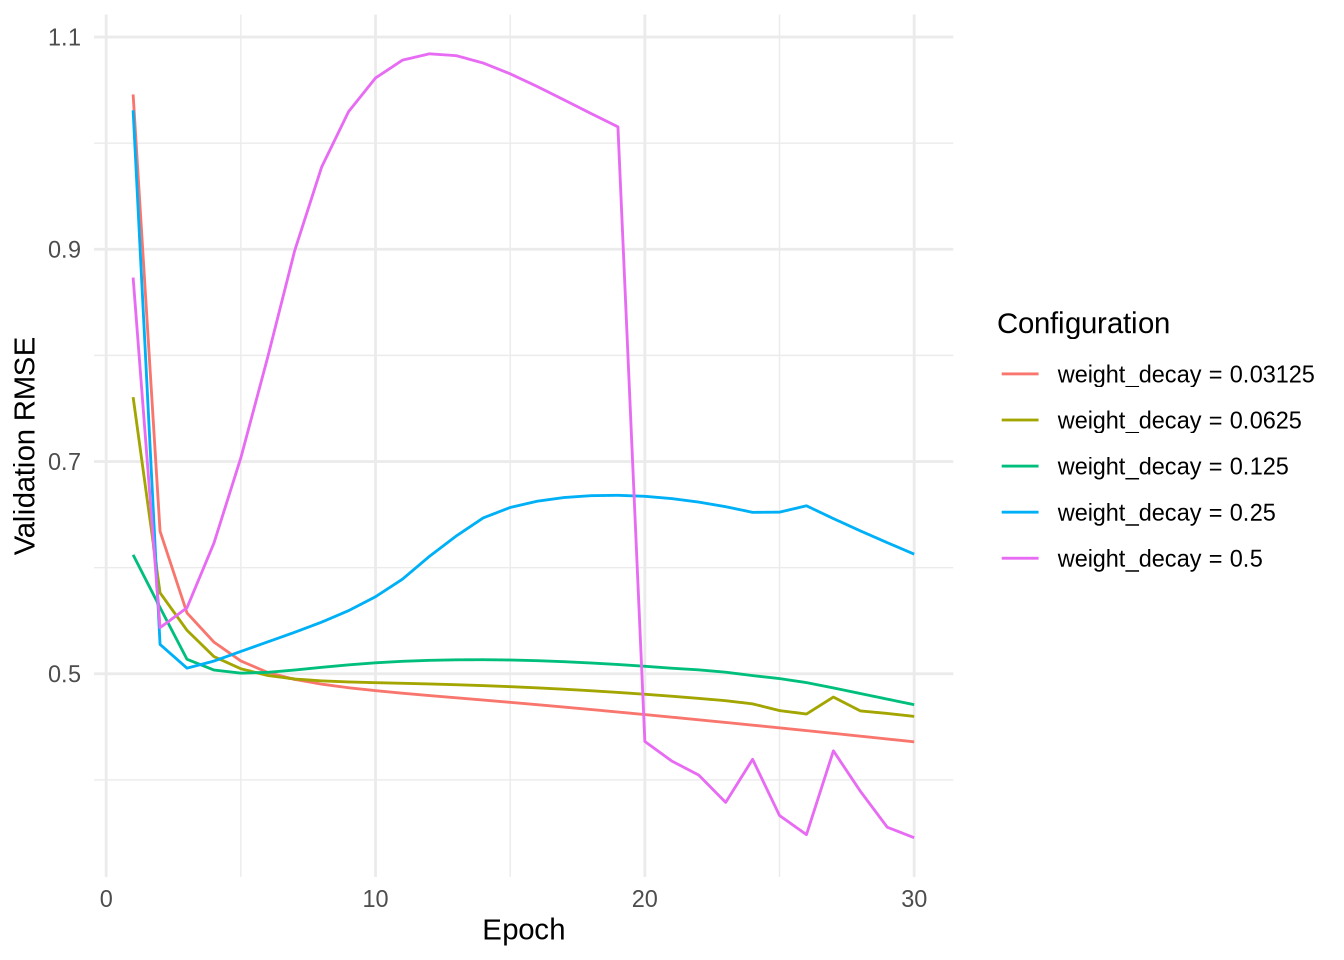 1.1
0.9
0.7
0.5
Validation RMSE
0 10 20 30
Epoch
Configuration
weight_decay = 0.03125
weight_decay = 0.0625
weight_decay = 0.125
weight_decay = 0.25
weight_decay = 0.5